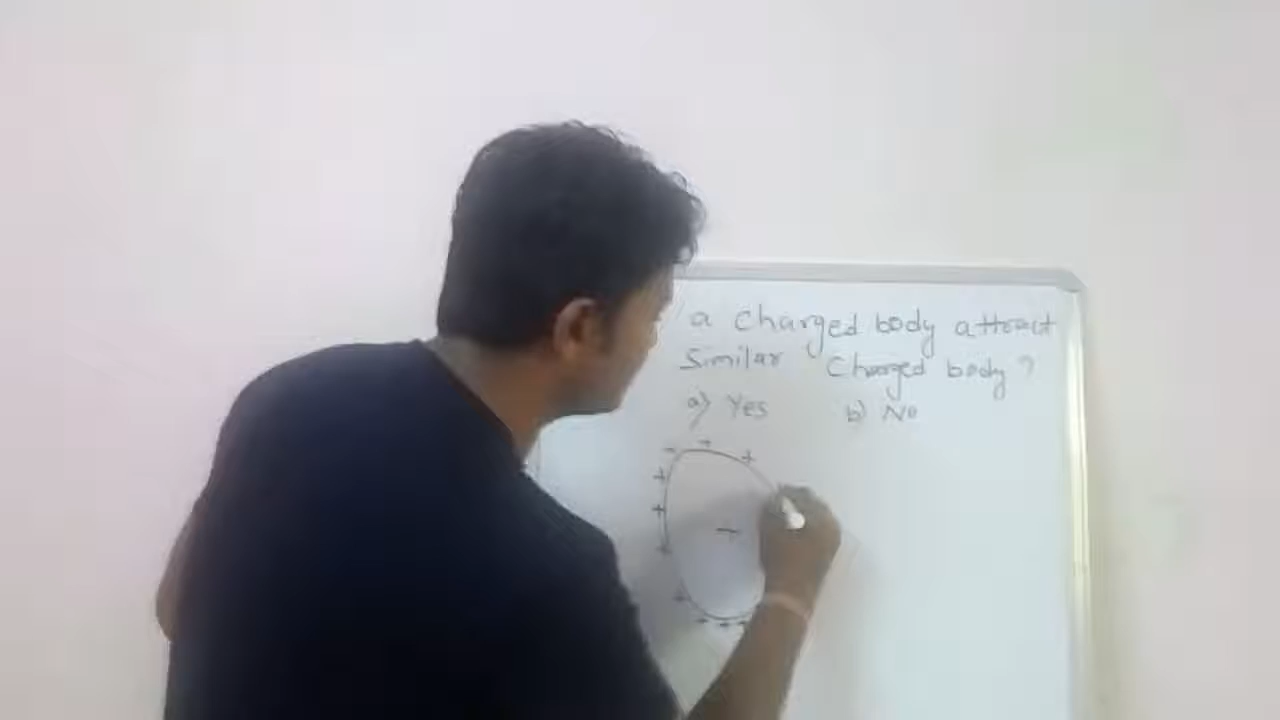 a charged body attract
Similar Charged body?
a) Yes b) No
- + +
+
+
+
+
+ + +